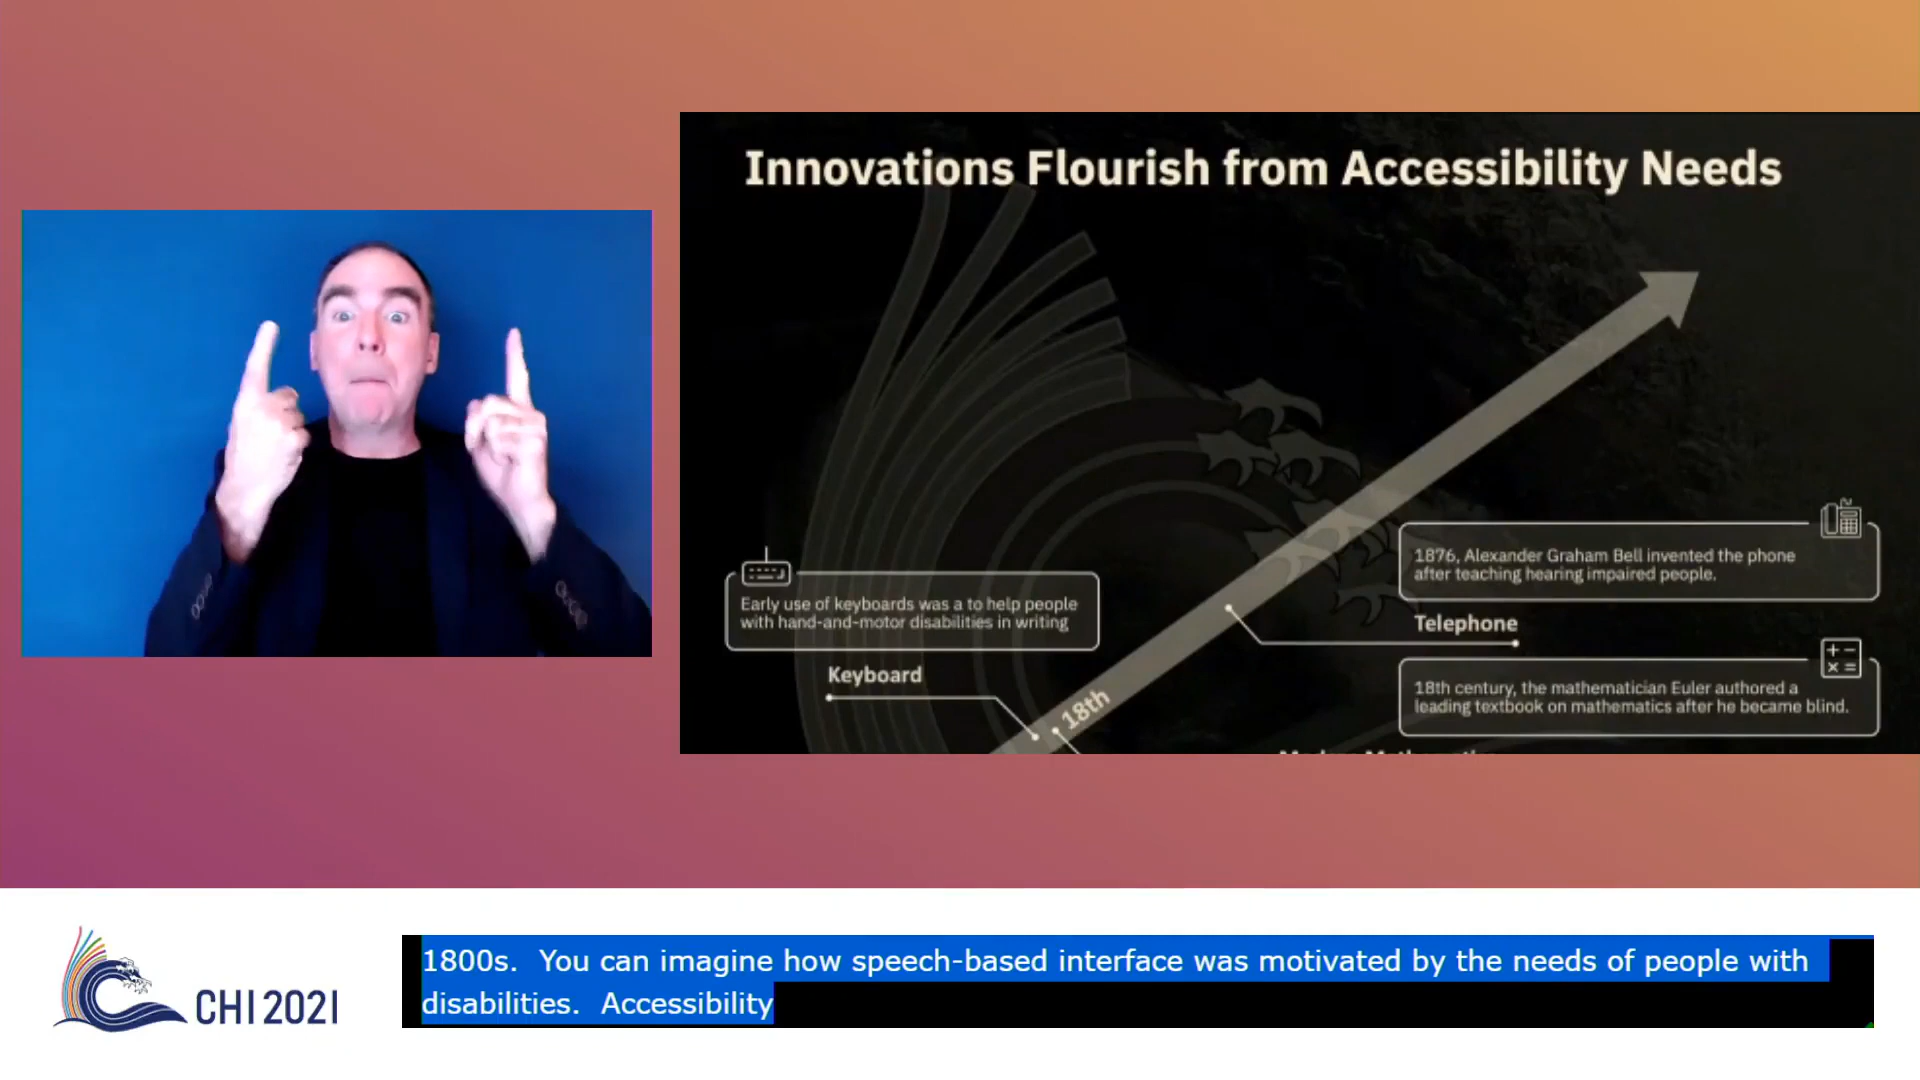 Innovations Flourish from Accessibility Needs
1876, Alexander Graham Bell invented the phone
after teaching hearing impaired people.
Telephone
Early use of keyboards was a to help people
with hand-and-motor disabilities in writing
Keyboard
18th
18th century, the mathematician Euler authored a
leading textbook on mathematics after he became blind.
CHI 2021
1800s. You can imagine how speech-based interface was motivated by the needs of people with
disabilities. Accessibility